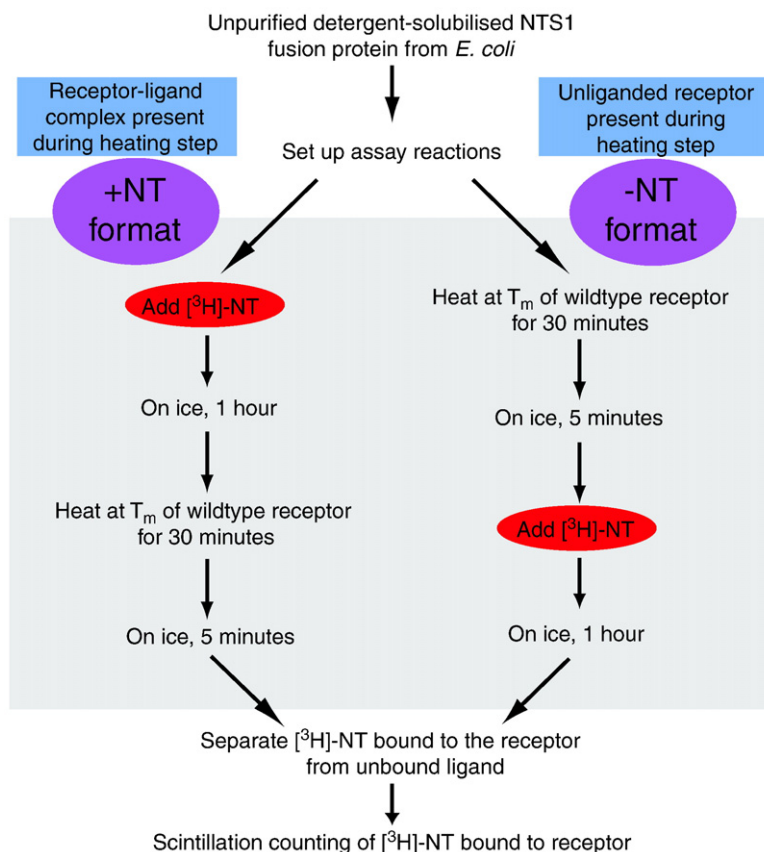 Unpurified detergent-solubilised NTS1
fusion protein from E. coli
Receptor-ligand
complex present
during heating step
Unliganded receptor
present during
heating step
Set up assay reactions
+NT
format
-NT
format
Add [³H]-NT
On ice, 1 hour
Heat at Tₘ of wildtype receptor
for 30 minutes
On ice, 5 minutes
Heat at Tₘ of wildtype receptor
for 30 minutes
On ice, 5 minutes
Add [³H]-NT
On ice, 1 hour
Separate [³H]-NT bound to the receptor
from unbound ligand
Scintillation counting of [³H]-NT bound to receptor